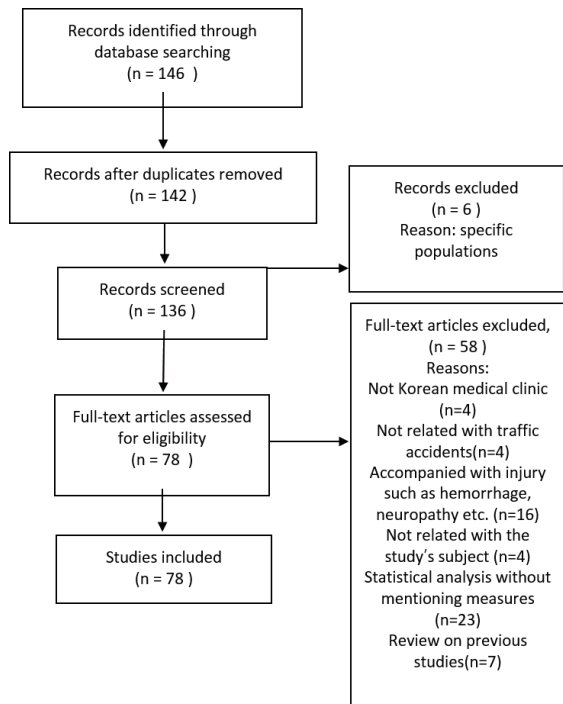 Records identified through
database searching
(n = 146  )
Records after duplicates removed
(n = 142  )
Records excluded
(n = 6  )
Reason: specific
populations
Records screened
(n = 136  )
Full-text articles excluded,
(n = 58  )
Reasons:
Not Korean medical clinic
(n=4)
Not related with traffic
accidents(n=4)
Accompanied with injury
such as hemorrhage,
neuropathy etc. (n=16)
Not related with the
study's subject (n=4)
Statistical analysis without
mentioning measures
(n=23)
Review on previous
studies(n=7)
Full-text articles assessed
for eligibility
(n = 78  )
Studies included
(n = 78  )